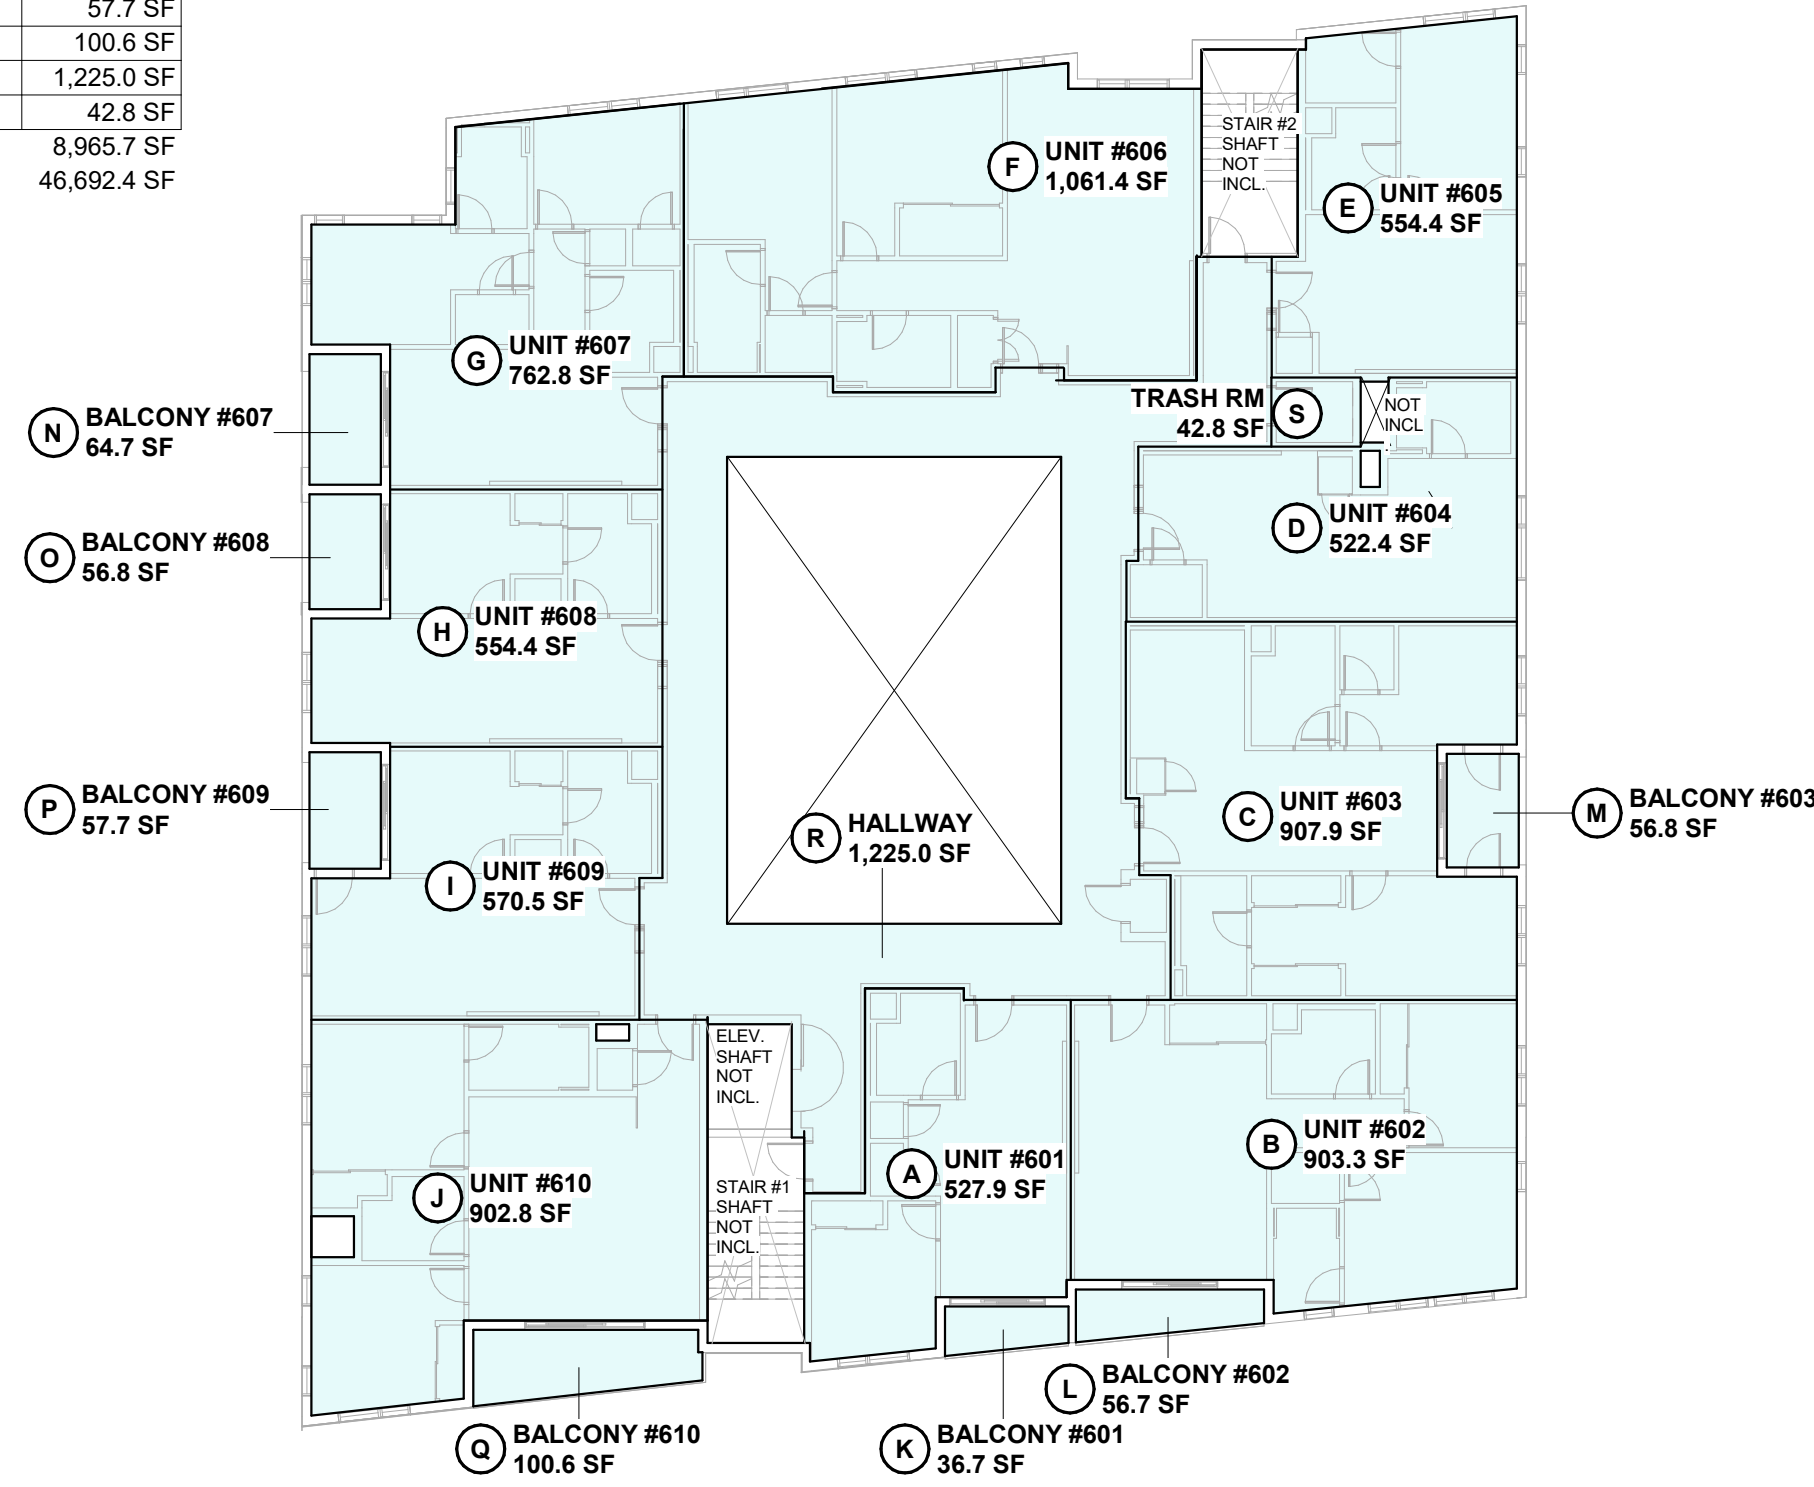 57.7 SF
100.6 SF
1,225.0 SF
42.8 SF
8,965.7 SF
46,692.4 SF
STAIR #2
SHAFT
NOT
INCL.
F
UNIT #606
1,061.4 SF
E
UNIT #605
554.4 SF
G
UNIT #607
762.8 SF
N
BALCONY #607
64.7 SF
TRASH RM
42.8 SF
S
NOT
INCL
O
BALCONY #608
56.8 SF
D
UNIT #604
522.4 SF
H
UNIT #608
554.4 SF
P
BALCONY #609
57.7 SF
R
HALLWAY
1,225.0 SF
C
UNIT #603
907.9 SF
M
BALCONY #603
56.8 SF
I
UNIT #609
570.5 SF
ELEV.
SHAFT
NOT
INCL.
J
UNIT #610
902.8 SF
STAIR #1
SHAFT
NOT
INCL.
A
UNIT #601
527.9 SF
B
UNIT #602
903.3 SF
L
BALCONY #602
56.7 SF
Q
BALCONY #610
100.6 SF
K
BALCONY #601
36.7 SF